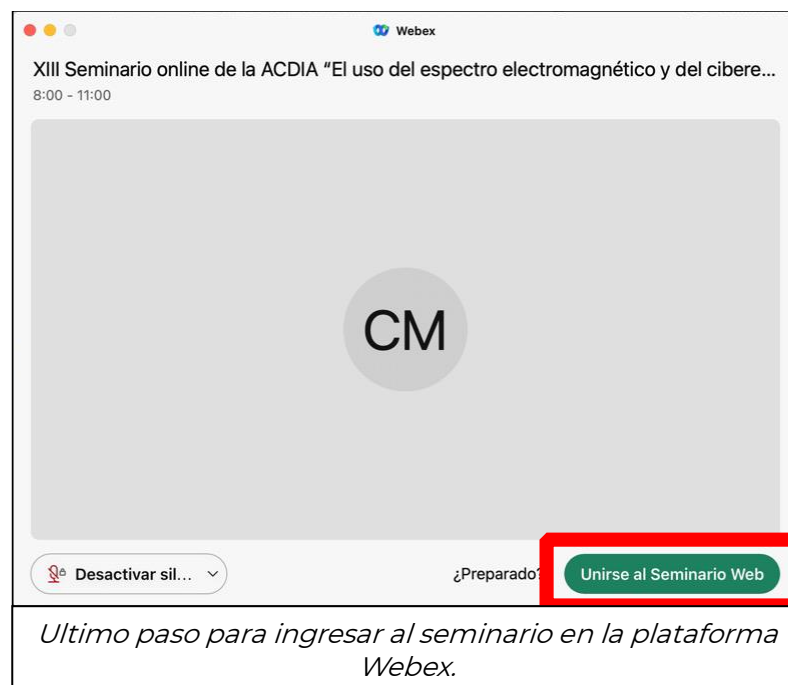 Webex
XIII Seminario online de la ACDIA “El uso del espectro electromagnético y del cibere...
8:00 - 11:00
CM
Desactivar sil...
¿Preparado?
Unirse al Seminario Web
Ultimo paso para ingresar al seminario en la plataforma
Webex.